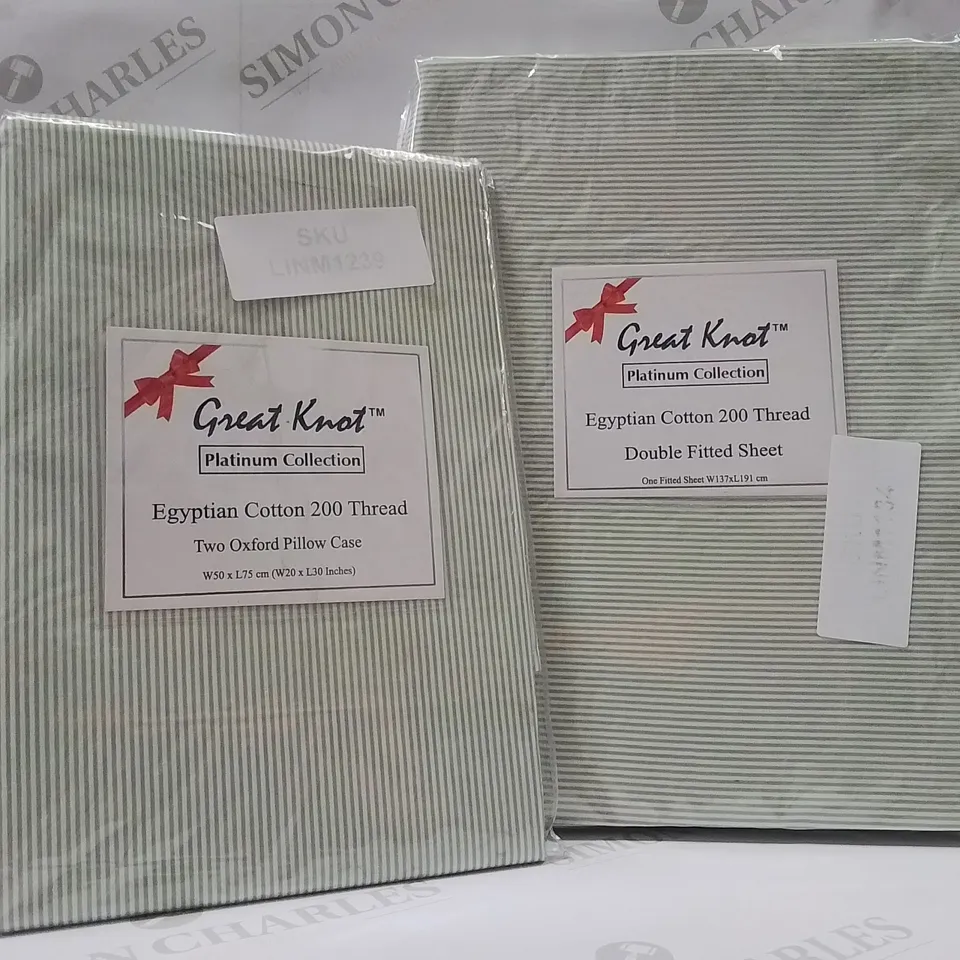 SIMON CHARLES
SKU
LINM1239
Great Knot™
Platinum Collection
Egyptian Cotton 200 Thread
Two Oxford Pillow Case
W50 x L75 cm (W20 x L30 Inches)
Great Knot™
Platinum Collection
Egyptian Cotton 200 Thread
Double Fitted Sheet
One Fitted Sheet W137xL191 cm
SIMON CHARLES
SIMON CHARLES